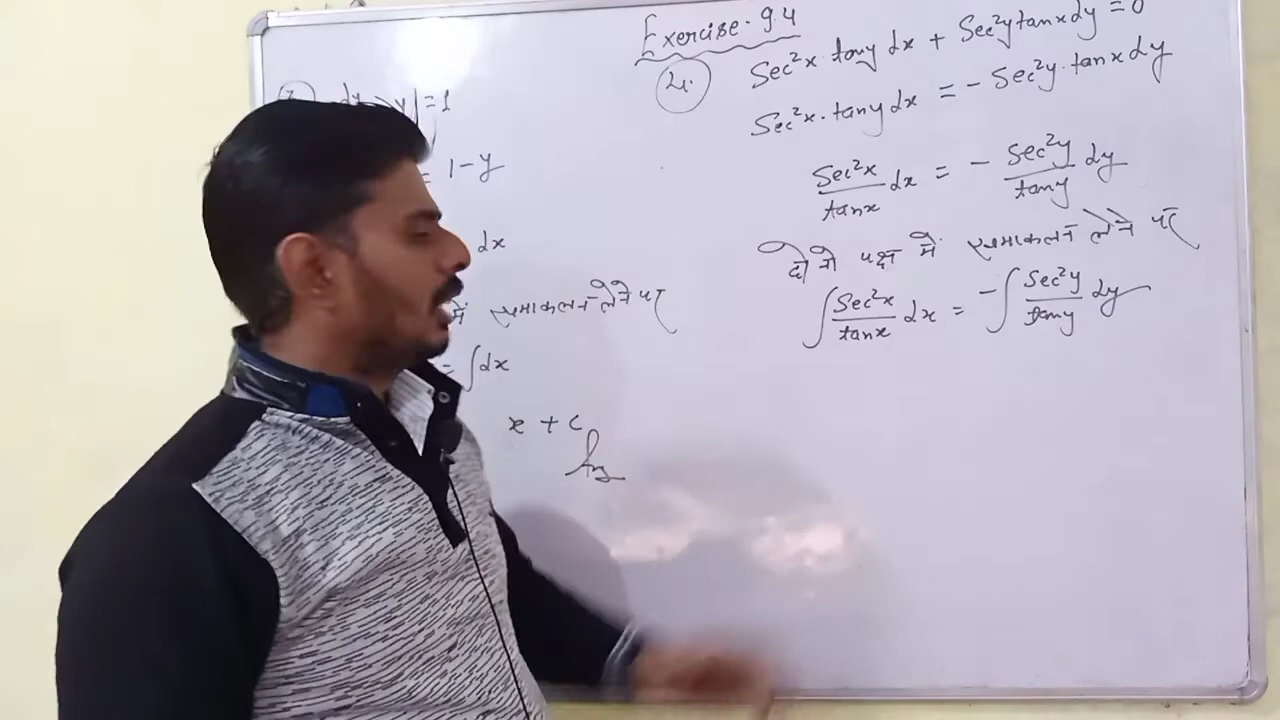 Exercise-9.4
4. Sec²x·tany dx + Sec²y tanx dy = 0
Sec²x·tany dx = - Sec²y·tanx dy
Sec²x/tanx dx = - Sec²y/tany dy
दोनों पक्ष में समाकलन लेने पर
∫ Sec²x/tanx dx = -∫ Sec²y/tany dy
= 1
= 1-y
dx
में समाकलन लेने पर
= ∫dx
x + c